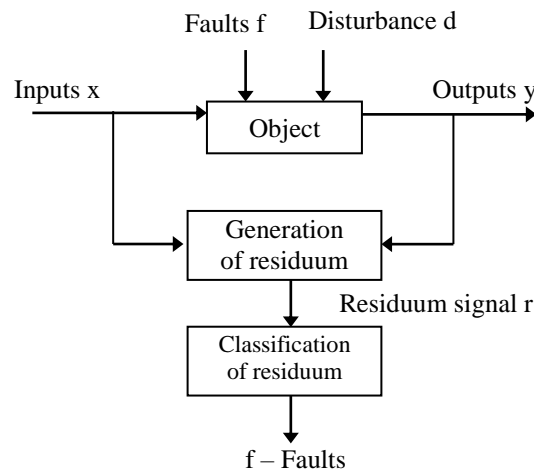 Faults f
Disturbance d
Inputs x
Outputs y
Object
Generation
of residuum
Residuum signal r
Classification
of residuum
f – Faults